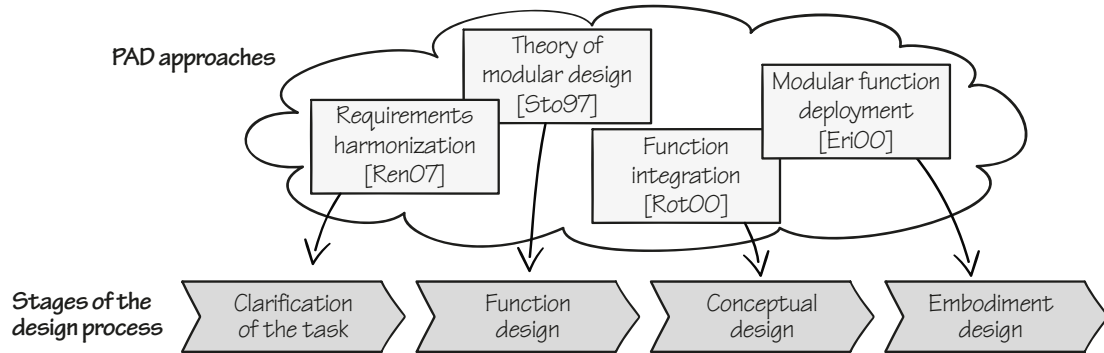 PAD approaches
Theory of
modular design
[Sto97]
Modular function
deployment
[Eri00]
Requirements
harmonization
[Ren07]
Function
integration
[Rot00]
Stages of the
design process
Clarification
of the task
Function
design
Conceptual
design
Embodiment
design